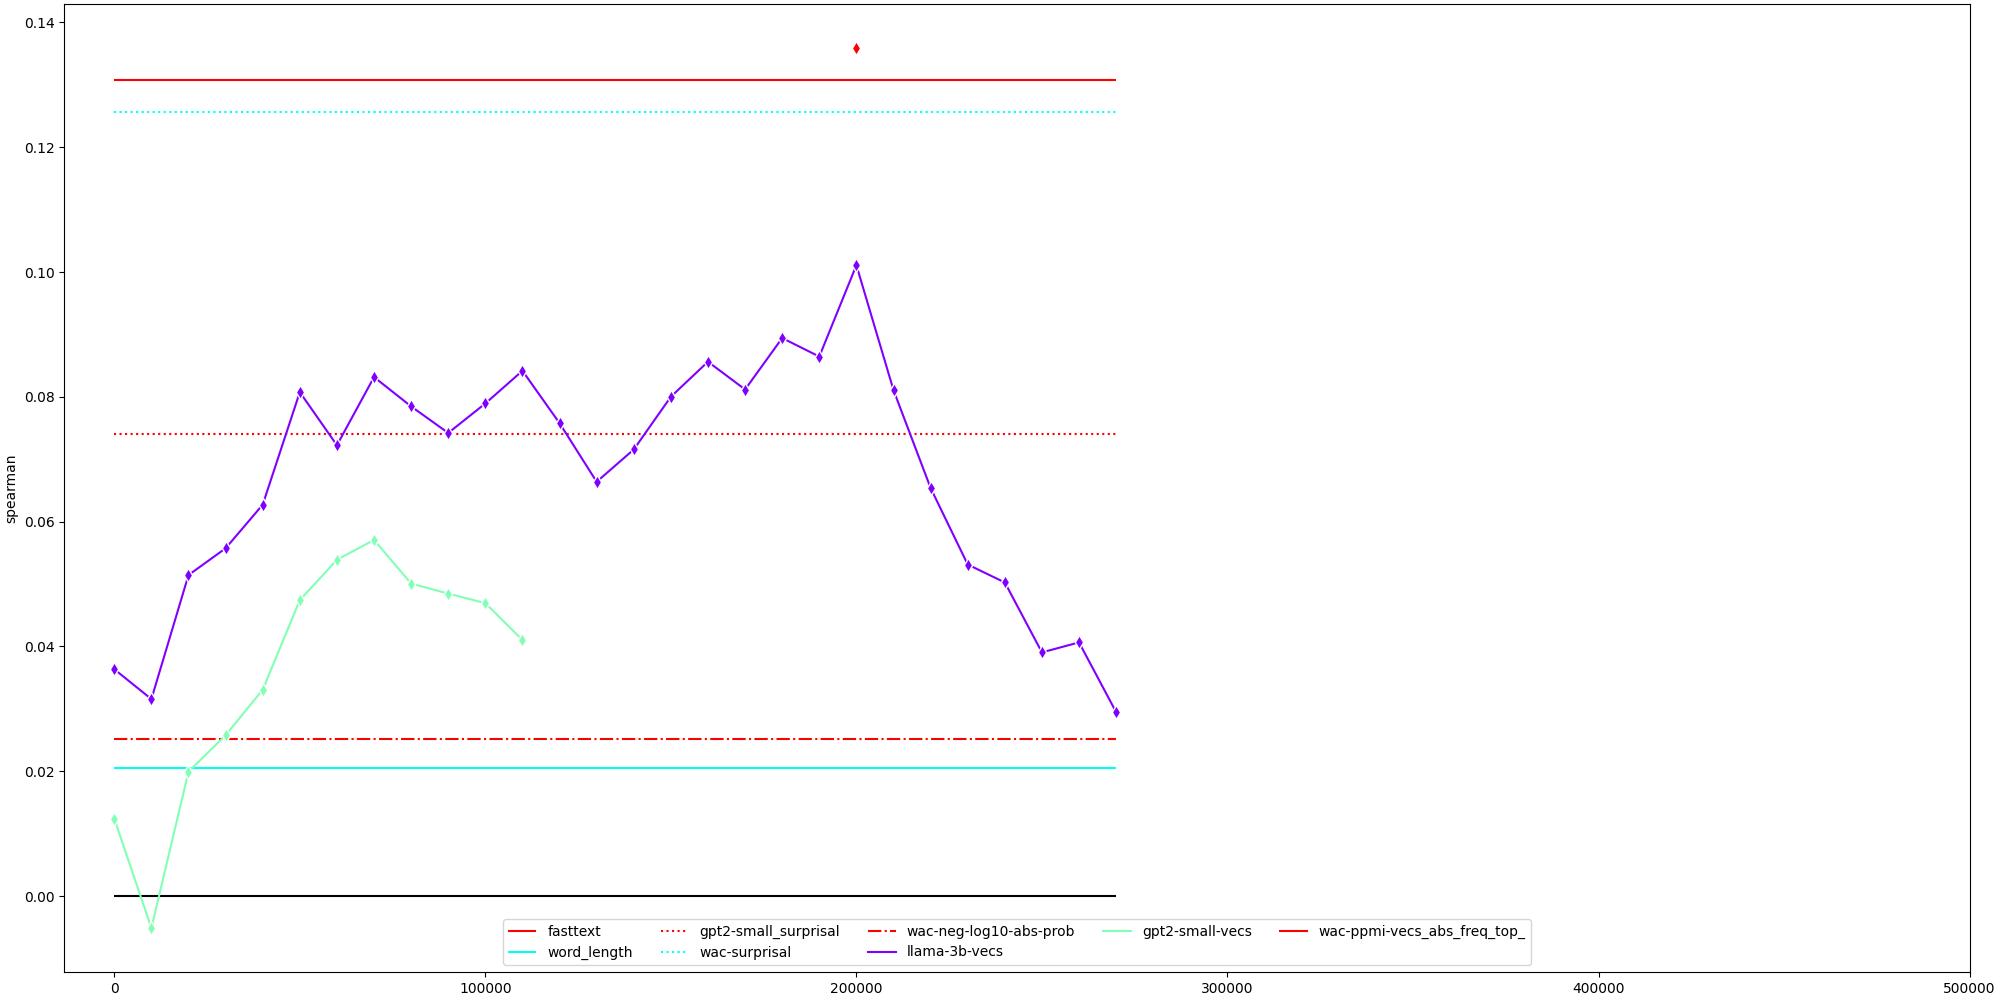 0.14
0.12
0.10
0.08
0.06
0.04
0.02
0.00
spearman
fasttext
word_length
gpt2-small_surprisal
wac-surprisal
wac-neg-log10-abs-prob
llama-3b-vecs
gpt2-small-vecs
wac-ppmi-vecs_abs_freq_top_
0 100000 200000 300000 400000 500000